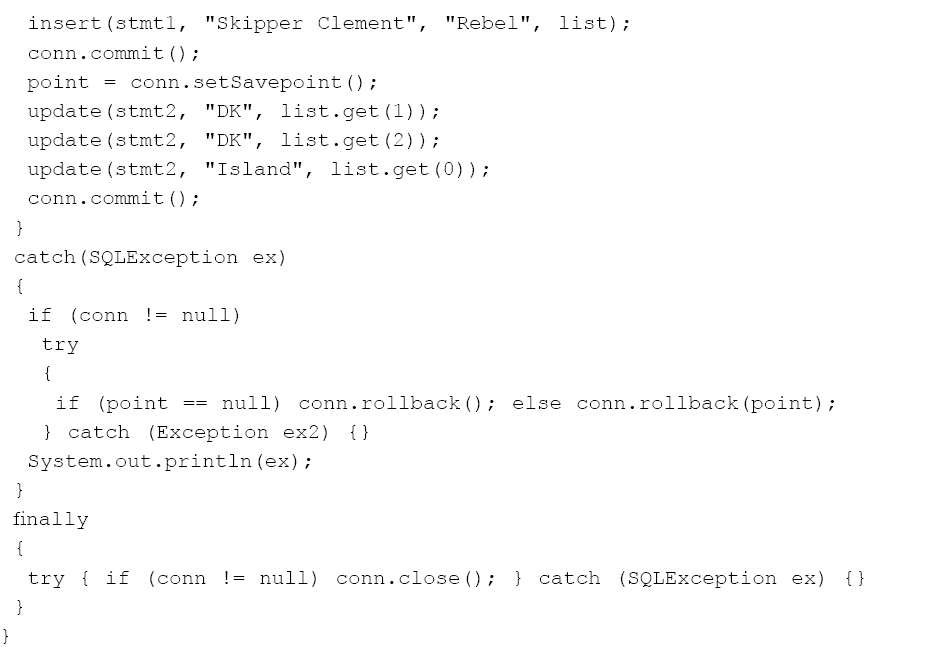 insert(stmt1, "Skipper Clement", "Rebel", list);
conn.commit();
point = conn.setSavepoint();
update(stmt2, "DK", list.get(1));
update(stmt2, "DK", list.get(2));
update(stmt2, "Island", list.get(0));
conn.commit();
}
catch(SQLException ex)
{
if (conn != null)
try
{
if (point == null) conn.rollback(); else conn.rollback(point);
} catch (Exception ex2) {}
System.out.println(ex);
}
finally
{
try { if (conn != null) conn.close(); } catch (SQLException ex) {}
}
}